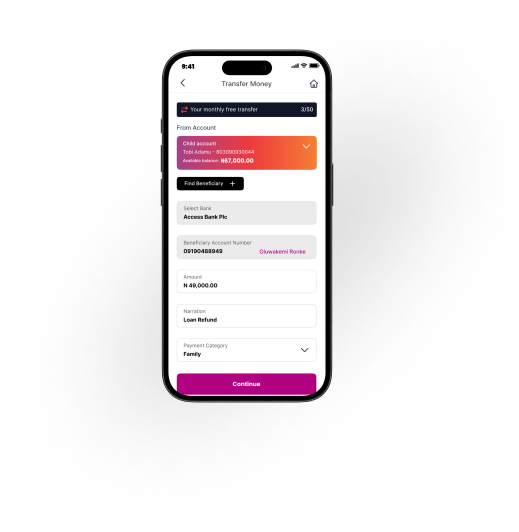 9:41
Transfer Money
Your monthly free transfer 3/50
From Account
Child account
Tobi Adamu - 803090930044
Available balance: ₦67,000.00
Find Beneficiary +
Select Bank
Access Bank Plc
Beneficiary Account Number
09190488949 Oluwakemi Ronke
Amount
N 49,000.00
Narration
Loan Refund
Payment Category
Family
Continue